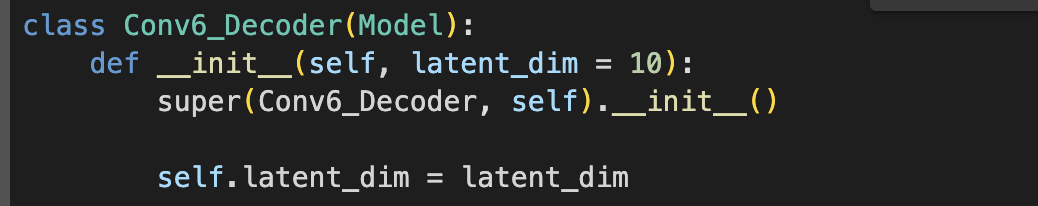 class Conv6_Decoder(Model):
    def __init__(self, latent_dim = 10):
        super(Conv6_Decoder, self).__init__()
        self.latent_dim = latent_dim